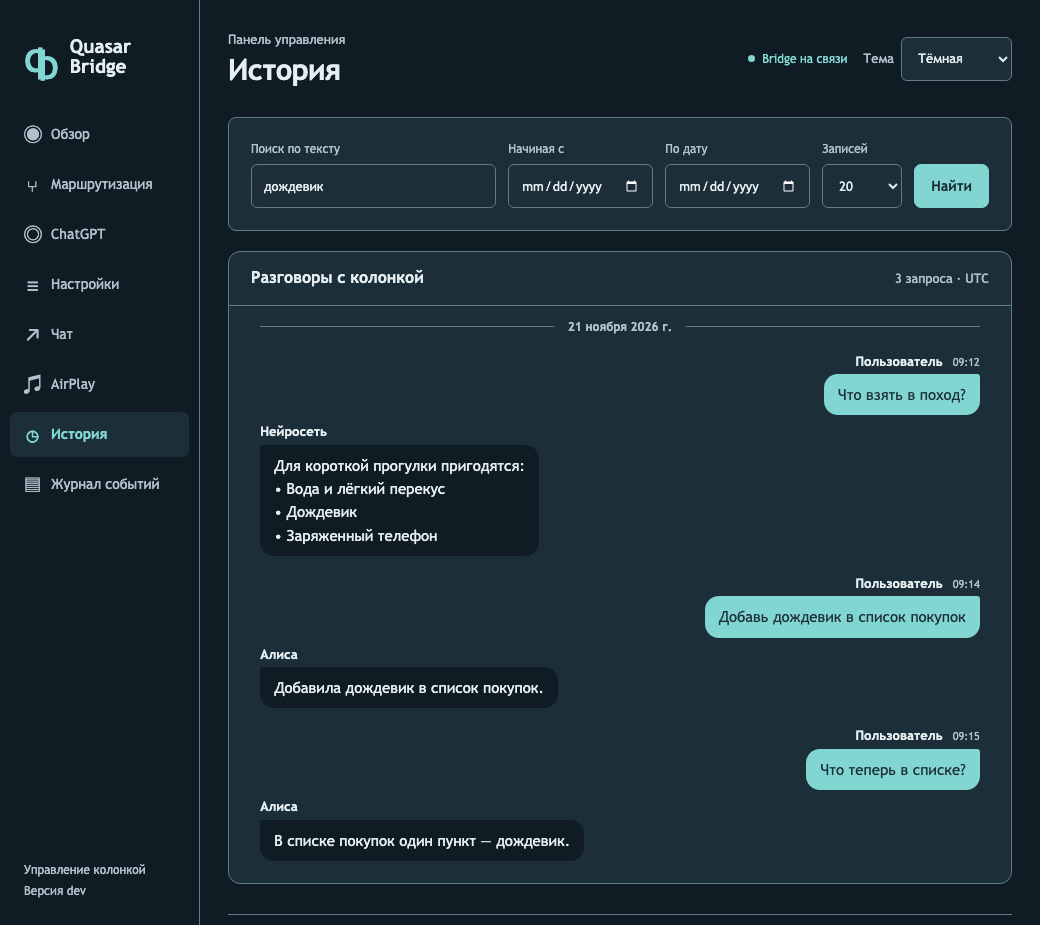 Quasar
Bridge
Обзор
Маршрутизация
ChatGPT
Настройки
Чат
AirPlay
История
Журнал событий
Управление колонкой
Версия dev
Панель управления
История
Bridge на связи
Тема
Тёмная
Поиск по тексту
дождевик
Начиная с
mm/dd/yyyy
По дату
mm/dd/yyyy
Записей
20
Найти
Разговоры с колонкой
3 запроса · UTC
21 ноября 2026 г.
Пользователь 09:12
Что взять в поход?
Нейросеть
Для короткой прогулки пригодятся:
• Вода и лёгкий перекус
• Дождевик
• Заряженный телефон
Пользователь 09:14
Добавь дождевик в список покупок
Алиса
Добавила дождевик в список покупок.
Пользователь 09:15
Что теперь в списке?
Алиса
В списке покупок один пункт — дождевик.